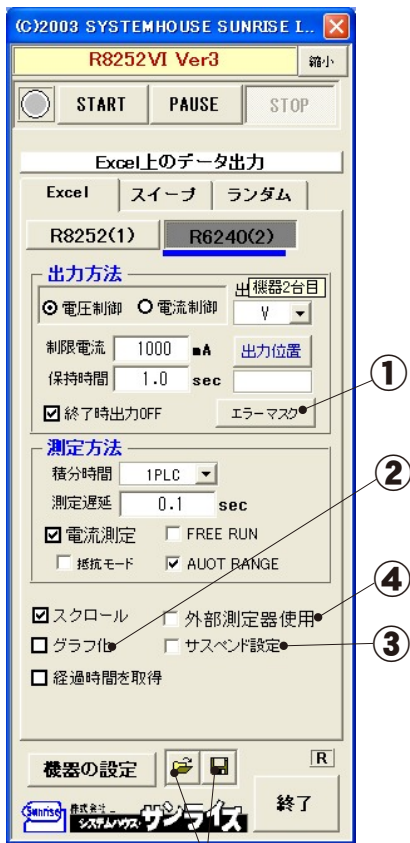 (C)2003 SYSTEMHOUSE SUNRISE I..
R8252VI Ver3
縮小
START PAUSE STOP
Excel上のデータ出力
Excel スイープ ランダム
R8252(1) R6240(2)
出力方法 出 機器2台目
電圧制御 電流制御 V
制限電流 1000 mA 出力位置
保持時間 1.0 sec
①
終了時出力OFF エラーマスク
測定方法
積分時間 1PLC
②
測定遅延 0.1 sec
電流測定 FREE RUN
抵抗モード AUOT RANGE
④
スクロール 外部測定器使用
グラフ化 サスペンド設定
③
経過時間を取得
機器の設定 R
Sunrise 株式会社 システムハウス・サンライズ 終了